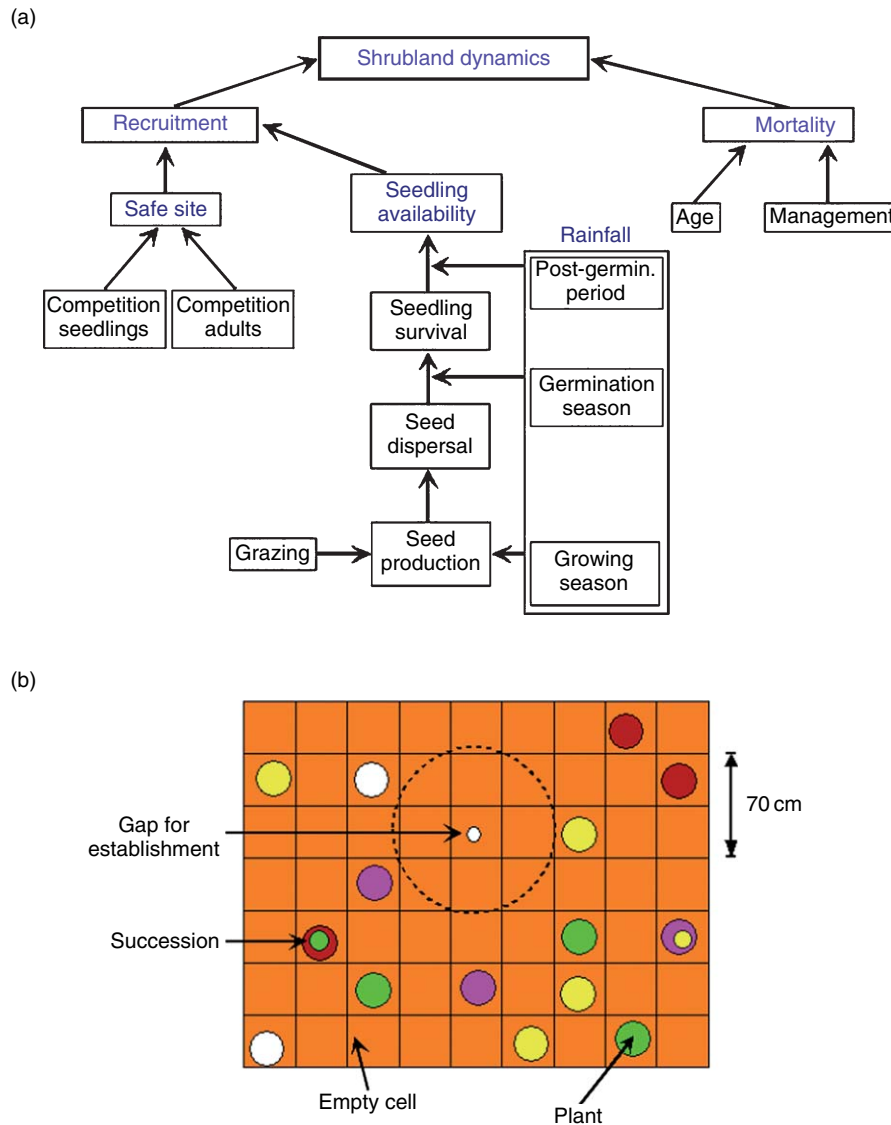 (a)
Shrubland dynamics
Recruitment
Mortality
Safe site
Seedling
availability
Age
Management
Rainfall
Post-germin.
period
Competition
seedlings
Competition
adults
Seedling
survival
Germination
season
Seed
dispersal
Grazing
Seed
production
Growing
season
(b)
70 cm
Gap for
establishment
Succession
Empty cell
Plant